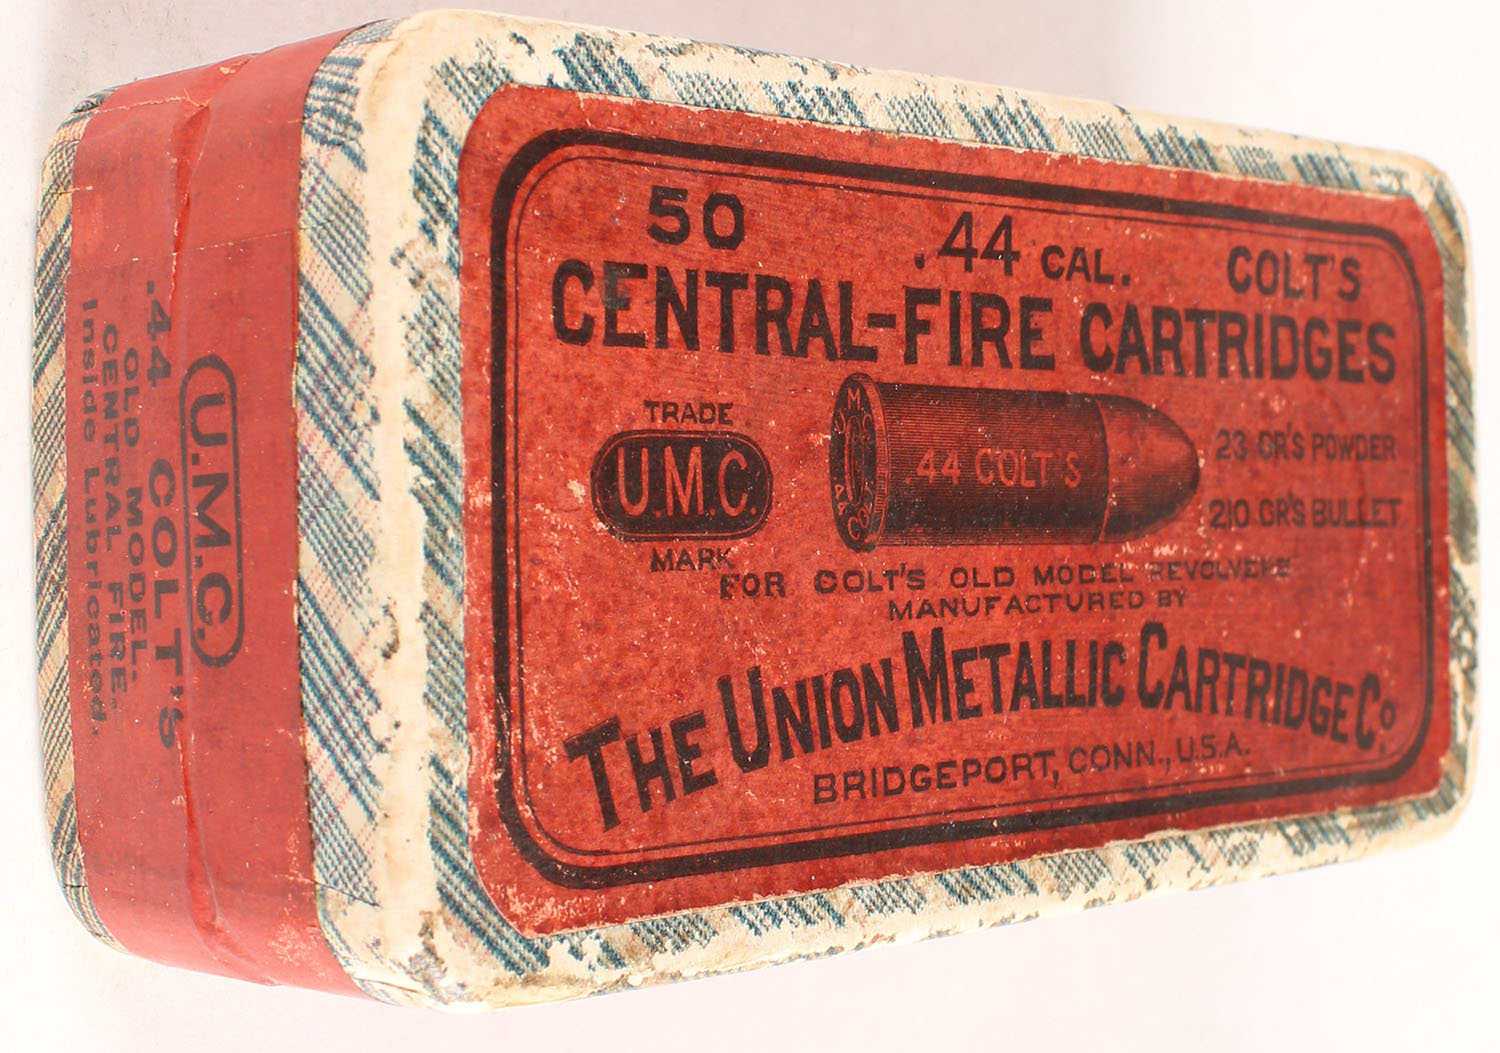 50 .44 CAL. COLT'S
CENTRAL-FIRE CARTRIDGES
TRADE
U.M.C.
MARK
U M C
.44 COLT'S
23 GR'S POWDER
210 GR'S BULLET
FOR COLT'S OLD MODEL REVOLVERS
MANUFACTURED BY
THE UNION METALLIC CARTRIDGE Co.
BRIDGEPORT, CONN., U.S.A.
U.M.C.
.44 COLT'S
OLD MODEL.
CENTRAL FIRE.
Inside Lubricated.